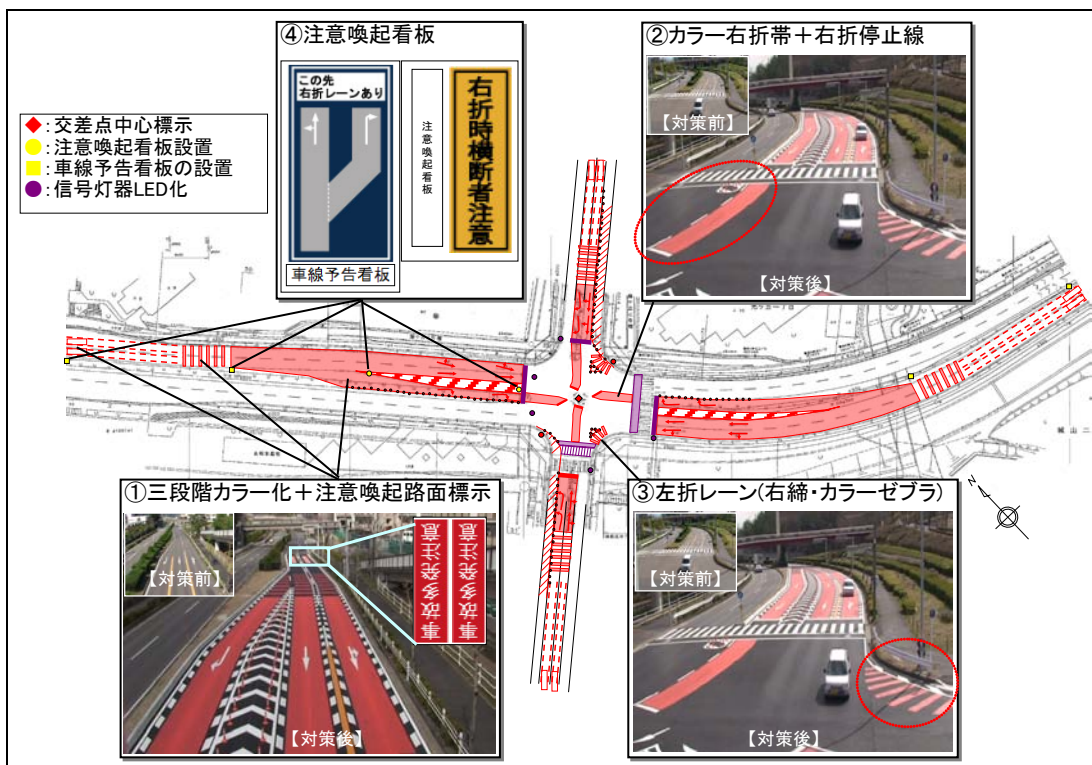 ④注意喚起看板
この先
右折レーンあり
車線予告看板
注意喚起看板
右折時横断者注意
②カラー右折帯＋右折停止線
【対策前】
【対策後】
◆：交差点中心標示
●：注意喚起看板設置
■：車線予告看板の設置
●：信号灯器LED化
①三段階カラー化＋注意喚起路面標示
【対策前】
事故多発注意
事故多発注意
【対策後】
③左折レーン(右締・カラーゼブラ)
【対策前】
【対策後】
N